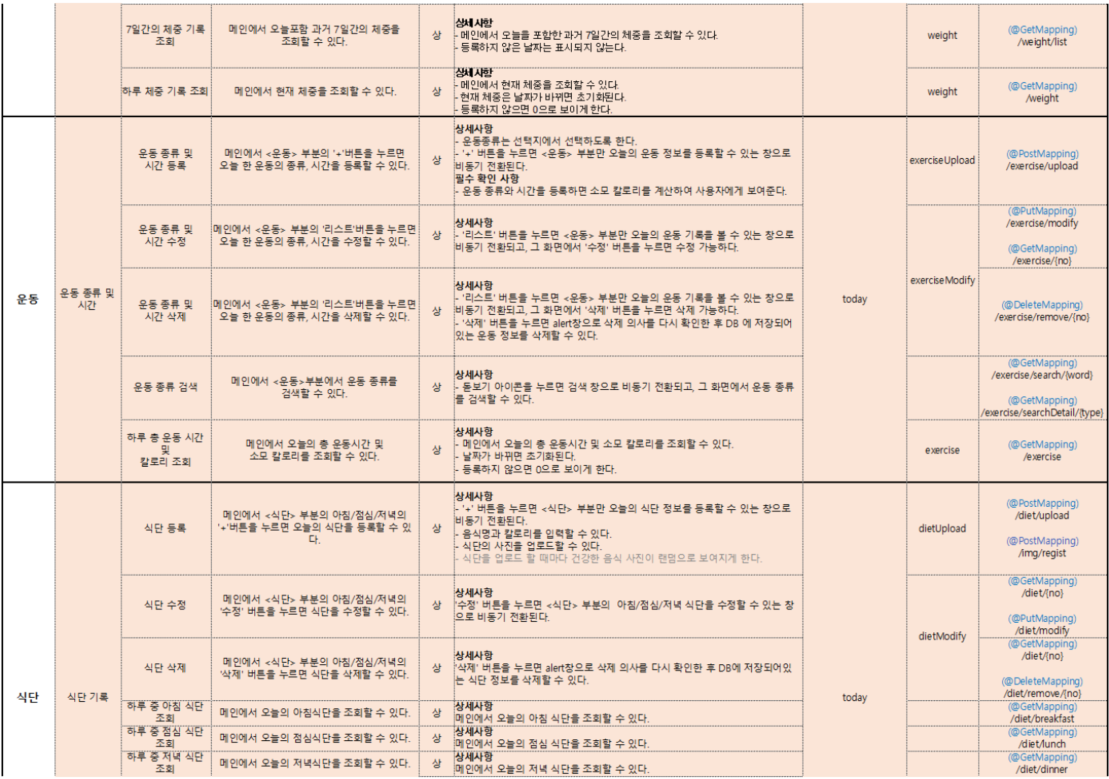 7일간의 체중 기록
조회
메인에서 오늘포함 과거 7일간의 체중을
조회할 수 있다.
상
상세사항
- 메인에서 오늘을 포함한 과거 7일간의 체중을 조회할 수 있다.
- 등록하지 않은 날짜는 표시되지 않는다.
weight
(@GetMapping)
/weight/list
하루 체중 기록 조회
메인에서 현재 체중을 조회할 수 있다.
상
상세사항
- 메인에서 현재 체중을 조회할 수 있다.
- 현재 체중은 날짜가 바뀌면 초기화된다.
- 등록하지 않으면 0으로 보이게 한다.
weight
(@GetMapping)
/weight
운동
운동 종류 및
시간
운동 종류 및
시간 등록
메인에서 <운동> 부분의 '+'버튼을 누르면
오늘 한 운동의 종류, 시간을 등록할 수 있다.
상
상세사항
- 운동종류는 선택지에서 선택하도록 한다.
- '+' 버튼을 누르면 <운동> 부분만 오늘의 운동 정보를 등록할 수 있는 창으로
비동기 전환된다.
필수 확인 사항
- 운동 종류와 시간을 등록하면 소모 칼로리를 계산하여 사용자에게 보여준다.
today
exerciseUpload
(@PostMapping)
/exercise/upload
운동 종류 및
시간 수정
메인에서 <운동> 부분의 '리스트'버튼을 누르면
오늘 한 운동의 종류, 시간을 수정할 수 있다.
상
상세사항
- '리스트' 버튼을 누르면 <운동> 부분만 오늘의 운동 기록을 볼 수 있는 창으로
비동기 전환되고, 그 화면에서 '수정' 버튼을 누르면 수정 가능하다.
exerciseModify
(@PutMapping)
/exercise/modify
(@GetMapping)
/exercise/{no}
운동 종류 및
시간 삭제
메인에서 <운동> 부분의 '리스트'버튼을 누르면
오늘 한 운동의 종류, 시간을 삭제할 수 있다.
상
상세사항
- '리스트' 버튼을 누르면 <운동> 부분만 오늘의 운동 기록을 볼 수 있는 창으로
비동기 전환되고, 그 화면에서 '삭제' 버튼을 누르면 삭제 가능하다.
- '삭제' 버튼을 누르면 alert창으로 삭제 의사를 다시 확인한 후 DB 에 저장되어
있는 운동 정보를 삭제할 수 있다.
(@DeleteMapping)
/exercise/remove/{no}
운동 종류 검색
메인에서 <운동>부분에서 운동 종류를
검색할 수 있다.
상
상세사항
- 돋보기 아이콘을 누르면 검색 창으로 비동기 전환되고, 그 화면에서 운동 종류
를 검색할 수 있다.
(@GetMapping)
/exercise/search/{word}
(@GetMapping)
/exercise/searchDetail/{type}
하루 총 운동 시간
및
칼로리 조회
메인에서 오늘의 총 운동시간 및
소모 칼로리를 조회할 수 있다.
상
상세사항
- 메인에서 오늘의 총 운동시간 및 소모 칼로리를 조회할 수 있다.
- 날짜가 바뀌면 초기화된다.
- 등록하지 않으면 0으로 보이게 한다.
exercise
(@GetMapping)
/exercise
식단
식단 기록
식단 등록
메인에서 <식단> 부분의 아침/점심/저녁의
'+'버튼을 누르면 오늘의 식단을 등록할 수 있
다.
상
상세사항
- '+' 버튼을 누르면 <식단> 부분만 오늘의 식단 정보를 등록할 수 있는 창으로
비동기 전환된다.
- 음식명과 칼로리를 입력할 수 있다.
- 식단의 사진을 업로드할 수 있다.
- 식단을 업로드 할 때마다 건강한 음식 사진이 랜덤으로 보여지게 한다.
today
dietUpload
(@PostMapping)
/diet/upload
(@PostMapping)
/img/regist
식단 수정
메인에서 <식단> 부분의 아침/점심/저녁의
'수정' 버튼을 누르면 식단을 수정할 수 있다.
상
상세사항
'수정' 버튼을 누르면 <식단> 부분의 아침/점심/저녁 식단을 수정할 수 있는 창
으로 비동기 전환된다.
dietModify
(@GetMapping)
/diet/{no}
(@PutMapping)
/diet/modify
식단 삭제
메인에서 <식단> 부분의 아침/점심/저녁의
'삭제' 버튼을 누르면 식단을 삭제할 수 있다.
상
상세사항
'삭제' 버튼을 누르면 alert창으로 삭제 의사를 다시 확인한 후 DB에 저장되어있
는 식단 정보를 삭제할 수 있다.
(@GetMapping)
/diet/{no}
(@DeleteMapping)
/diet/remove/{no}
하루 중 아침 식단
조회
메인에서 오늘의 아침식단을 조회할 수 있다.
상
상세사항
메인에서 오늘의 아침 식단을 조회할 수 있다.
(@GetMapping)
/diet/breakfast
하루 중 점심 식단
조회
메인에서 오늘의 점심식단을 조회할 수 있다.
상
상세사항
메인에서 오늘의 점심 식단을 조회할 수 있다.
(@GetMapping)
/diet/lunch
하루 중 저녁 식단
조회
메인에서 오늘의 저녁식단을 조회할 수 있다.
상
상세사항
메인에서 오늘의 저녁 식단을 조회할 수 있다.
(@GetMapping)
/diet/dinner